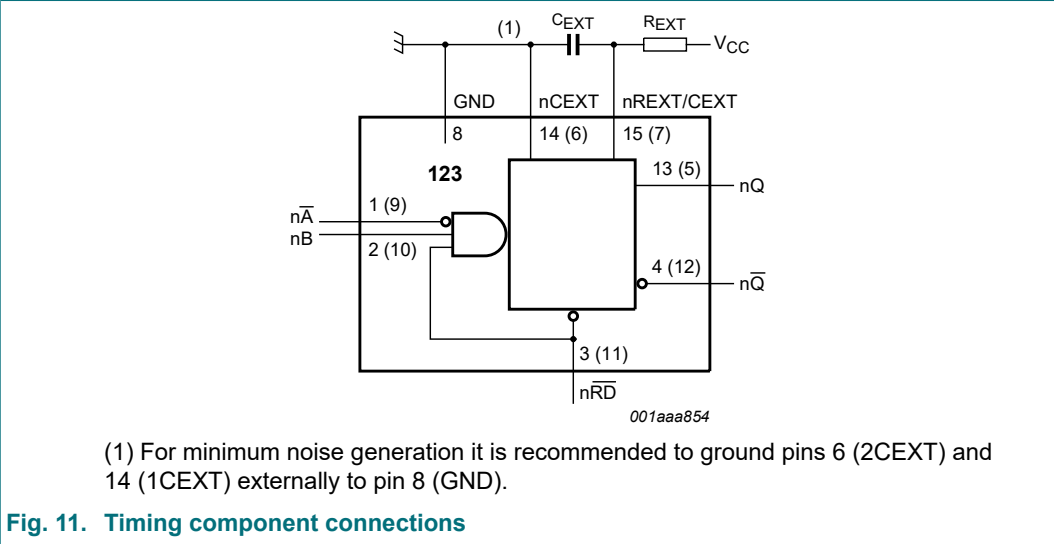 (1)
CEXT
REXT
VCC
GND
nCEXT
nREXT/CEXT
8
14 (6)
15 (7)
123
13 (5)
nQ
1 (9)
nA̅
nB
2 (10)
4 (12)
nQ̅
3 (11)
nR̅D̅
001aaa854
(1) For minimum noise generation it is recommended to ground pins 6 (2CEXT) and
14 (1CEXT) externally to pin 8 (GND).
Fig. 11. Timing component connections